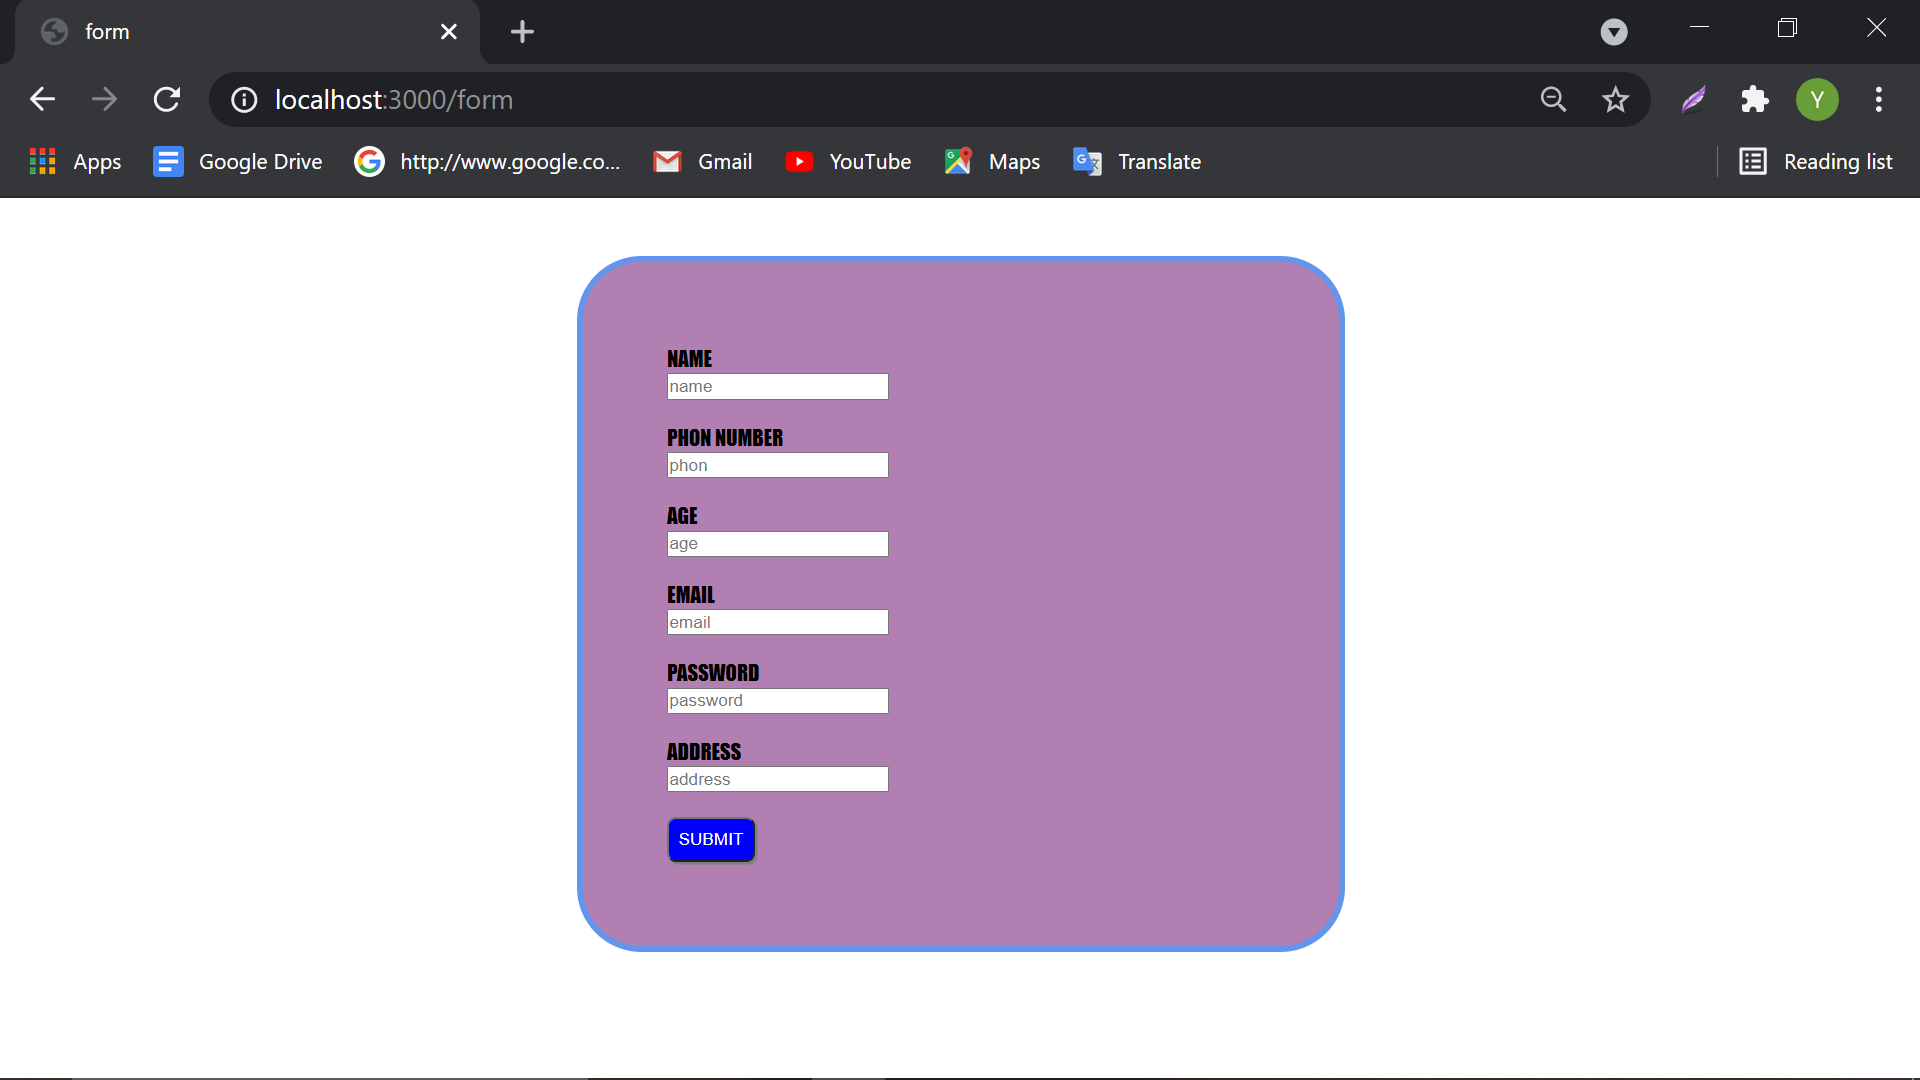 form
localhost:3000/form
Y
Apps Google Drive http://www.google.co... Gmail YouTube Maps Translate Reading list
NAME
name
PHON NUMBER
phon
AGE
age
EMAIL
email
PASSWORD
password
ADDRESS
address
SUBMIT